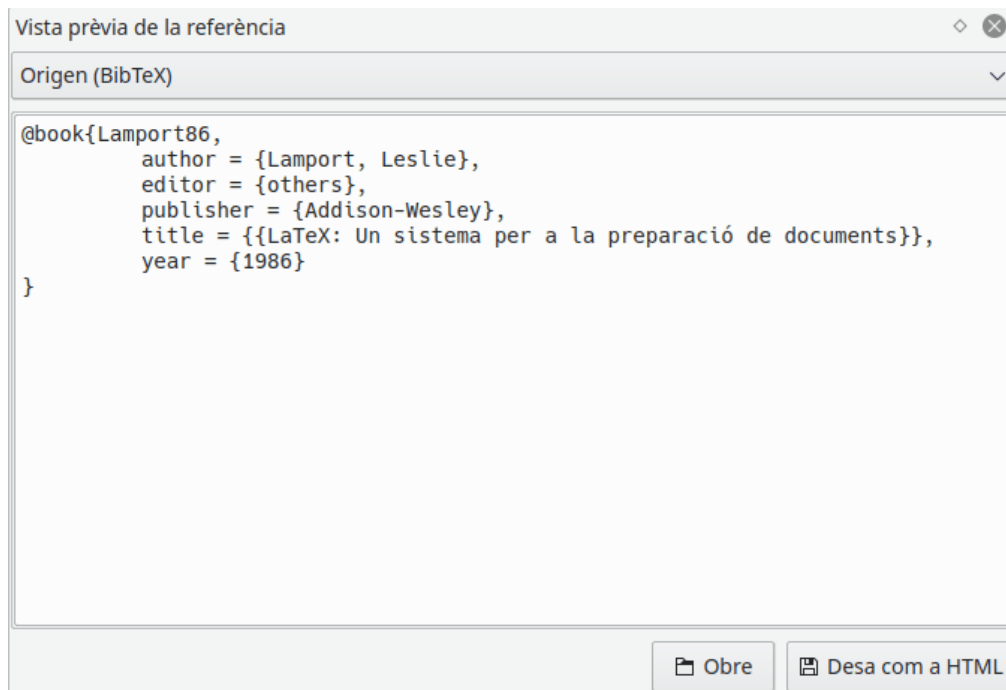 Vista prèvia de la referència
Origen (BibTeX)
@book{Lamport86,
author = {Lamport, Leslie},
editor = {others},
publisher = {Addison-Wesley},
title = {{LaTeX: Un sistema per a la preparació de documents}},
year = {1986}
}
Obre
Desa com a HTML